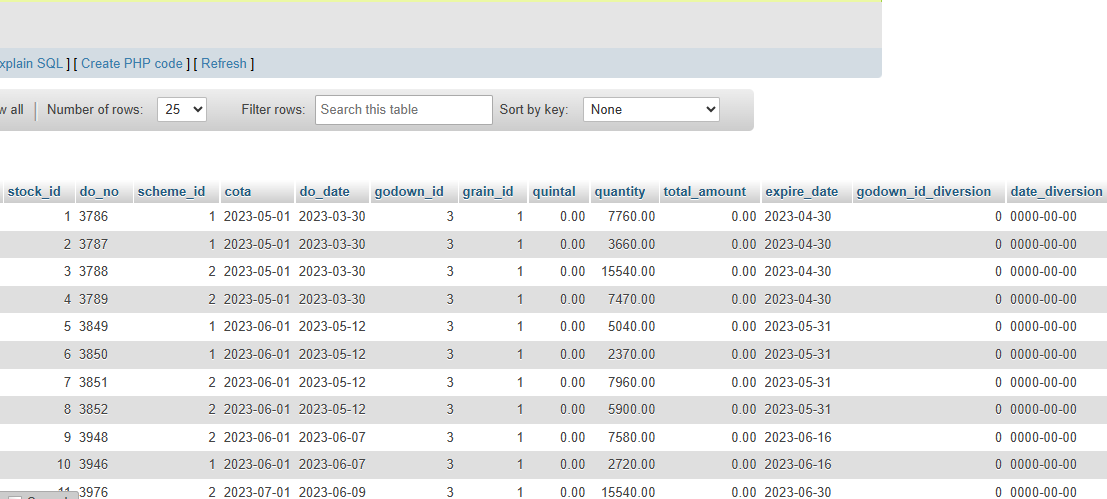 xplain SQL ] [ Create PHP code ] [ Refresh ]
w all | Number of rows: 25 Filter rows: Search this table Sort by key: None
stock_id do_no scheme_id cota do_date godown_id grain_id quintal quantity total_amount expire_date godown_id_diversion date_diversion
1 3786 1 2023-05-01 2023-03-30 3 1 0.00 7760.00 0.00 2023-04-30 0 0000-00-00
2 3787 1 2023-05-01 2023-03-30 3 1 0.00 3660.00 0.00 2023-04-30 0 0000-00-00
3 3788 2 2023-05-01 2023-03-30 3 1 0.00 15540.00 0.00 2023-04-30 0 0000-00-00
4 3789 2 2023-05-01 2023-03-30 3 1 0.00 7470.00 0.00 2023-04-30 0 0000-00-00
5 3849 1 2023-06-01 2023-05-12 3 1 0.00 5040.00 0.00 2023-05-31 0 0000-00-00
6 3850 1 2023-06-01 2023-05-12 3 1 0.00 2370.00 0.00 2023-05-31 0 0000-00-00
7 3851 2 2023-06-01 2023-05-12 3 1 0.00 7960.00 0.00 2023-05-31 0 0000-00-00
8 3852 2 2023-06-01 2023-05-12 3 1 0.00 5900.00 0.00 2023-05-31 0 0000-00-00
9 3948 2 2023-06-01 2023-06-07 3 1 0.00 7580.00 0.00 2023-06-16 0 0000-00-00
10 3946 1 2023-06-01 2023-06-07 3 1 0.00 2720.00 0.00 2023-06-16 0 0000-00-00
11 3976 2 2023-07-01 2023-06-09 3 1 0.00 15540.00 0.00 2023-06-30 0 0000-00-00